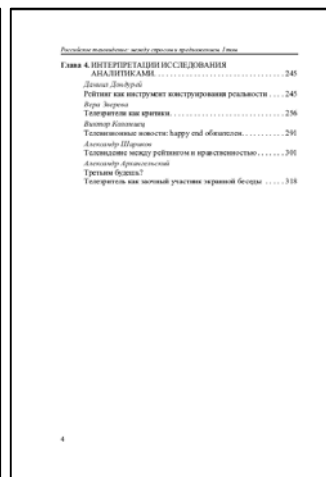 Российское телевидение: между спросом и предложением. I том
Глава 4. ИНТЕРПРЕТАЦИИ ИССЛЕДОВАНИЯ
АНАЛИТИКАМИ. . . . . . . . . . . . . . . . . . . . . . . . . . . . . . 245
Даниил Дондурей
Рейтинг как инструмент конструирования реальности . . . . 245
Вера Зверева
Телезрители как критики. . . . . . . . . . . . . . . . . . . . . . . . . . 256
Виктор Коломиец
Телевизионные новости: happy end обязателен. . . . . . . . . . . 291
Александр Шариков
Телевидение между рейтингом и нравственностью . . . . . . . 301
Александр Архангельский
Третьим будешь?
Телезритель как заочный участник экранной беседы . . . . . 318
4